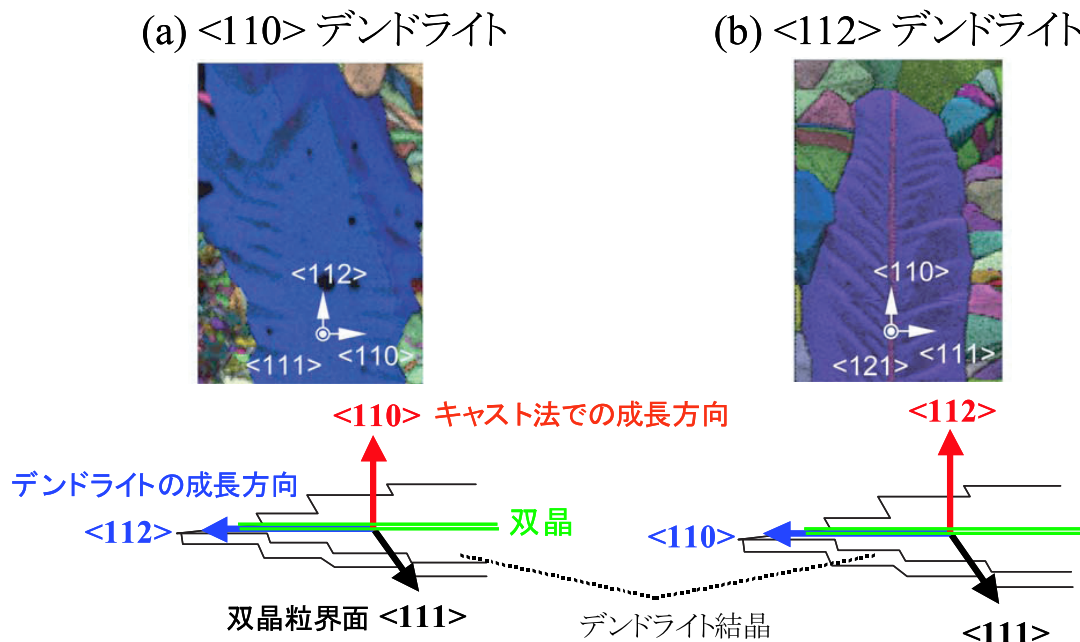 (a) <110> デンドライト
<112>
<111>
<110>
<110> キャスト法での成長方向
デンドライトの成長方向
<112>
双晶
双晶粒界面 <111>
(b) <112> デンドライト
<110>
<121>
<111>
<112>
<110>
<111>
デンドライト結晶